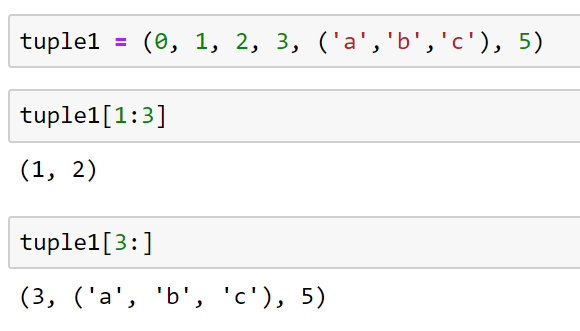 tuple1 = (0, 1, 2, 3, ('a','b','c'), 5)
tuple1[1:3]
(1, 2)
tuple1[3:]
(3, ('a', 'b', 'c'), 5)